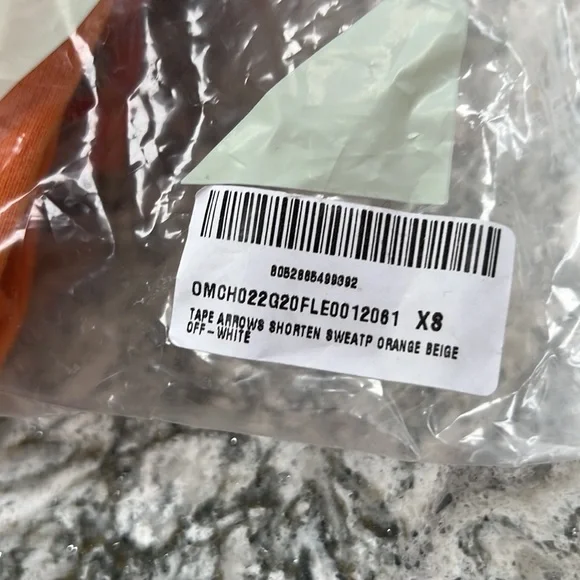 8052865499392
OMCH022G20FLE0012061 XS
TAPE ARROWS SHORTEN SWEATP ORANGE BEIGE
OFF-WHITE